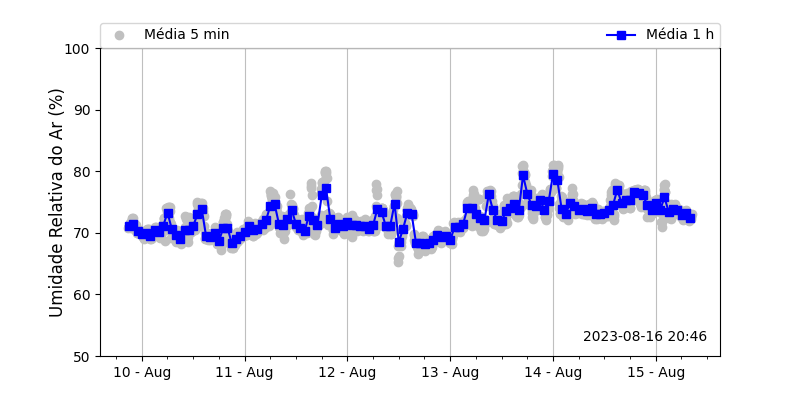 Média 5 min
Média 1 h
Umidade Relativa do Ar (%)
100
90
80
70
60
50
2023-08-16 20:46
10 - Aug
11 - Aug
12 - Aug
13 - Aug
14 - Aug
15 - Aug